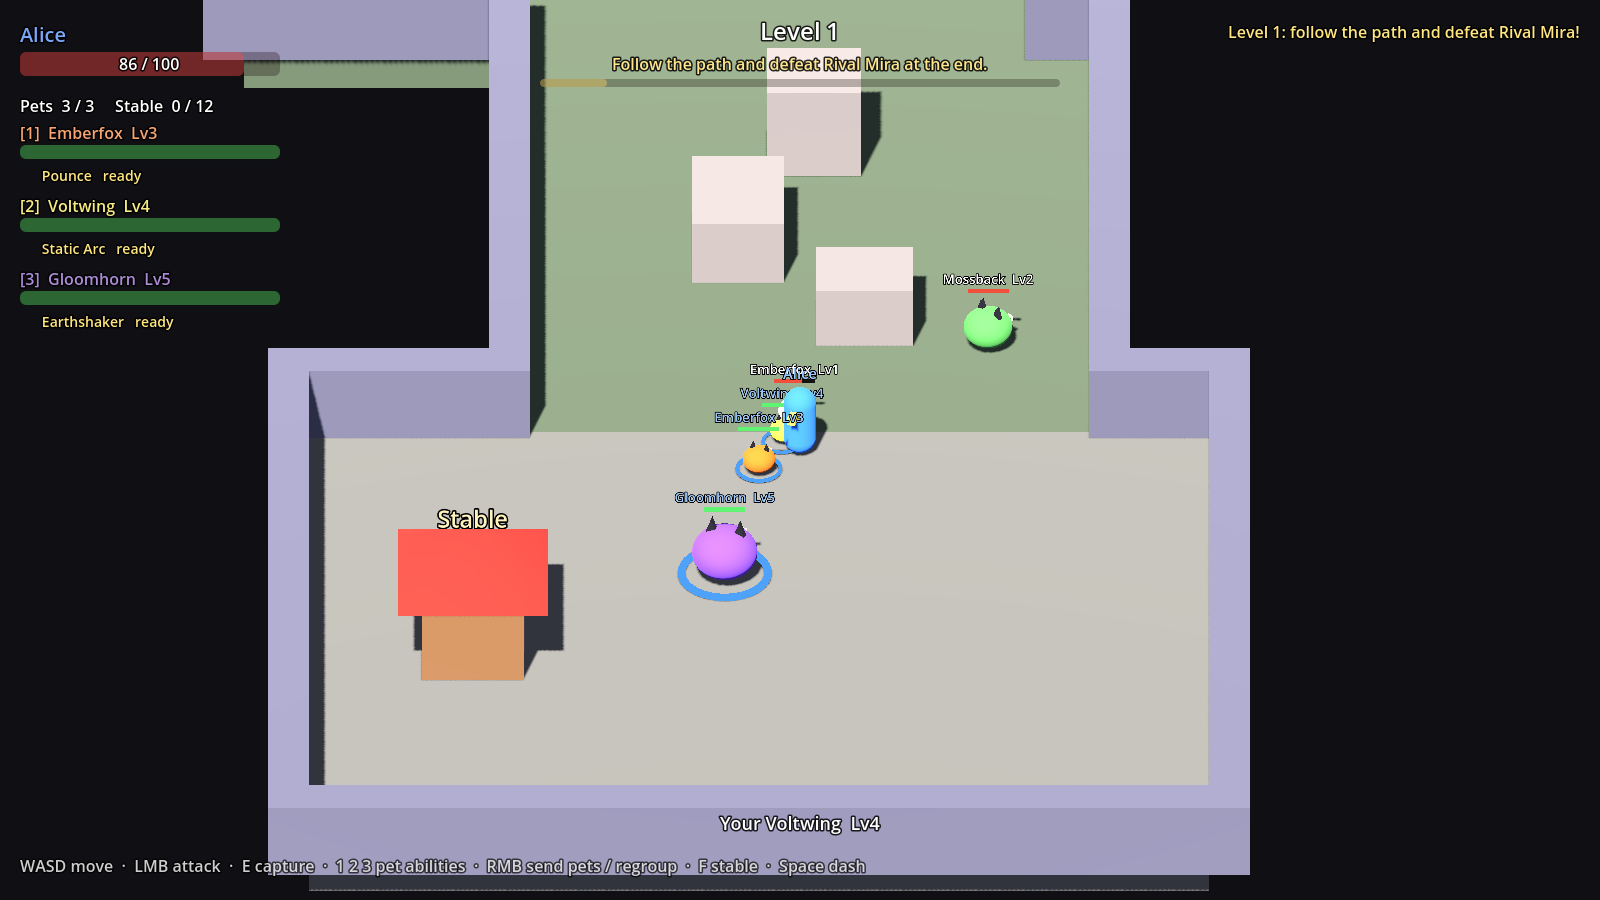 Alice
86 / 100
Pets 3 / 3 Stable 0 / 12
[1] Emberfox Lv3
Pounce ready
[2] Voltwing Lv4
Static Arc ready
[3] Gloomhorn Lv5
Earthshaker ready
Level 1
Follow the path and defeat Rival Mira at the end.
Level 1: follow the path and defeat Rival Mira!
Mossback Lv2
Emberfox Lv1
Alice
Voltwing Lv4
Emberfox Lv3
Gloomhorn Lv5
Stable
Your Voltwing Lv4
WASD move · LMB attack · E capture · 1 2 3 pet abilities · RMB send pets / regroup · F stable · Space dash